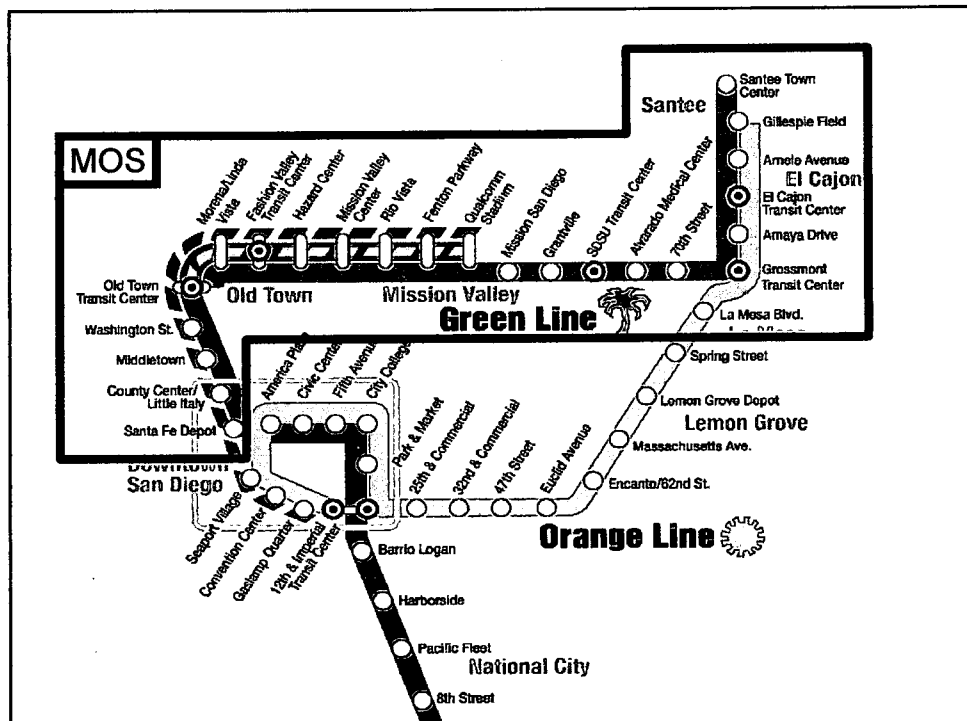 MOS
Santee Town
Center
Santee
Gillespie Field
Arnele Avenue
El Cajon
El Cajon
Transit Center
Amaya Drive
Grossmont
Transit Center
Morena/Linda
Vista
Fashion Valley
Transit Center
Hazard Center
Mission Valley
Center
Rio Vista
Fenton Parkway
Qualcomm
Stadium
Mission San Diego
Grantville
SDSU Transit Center
Alvarado Medical Center
70th Street
Old Town
Transit Center
Old Town
Mission Valley
Green Line
La Mesa Blvd.
La Mesa
Washington St.
Middletown
County Center/
Little Italy
Santa Fe Depot
America Plaza
Civic Center
Fifth Avenue
City College
Spring Street
Lemon Grove Depot
Lemon Grove
Massachusetts Ave.
Encanto/62nd St.
Park & Market
25th & Commercial
32nd & Commercial
47th Street
Euclid Avenue
Downtown
San Diego
Seaport Village
Convention Center
Gaslamp Quarter
12th & Imperial
Transit Center
Orange Line
Barrio Logan
Harborside
Pacific Fleet
National City
8th Street